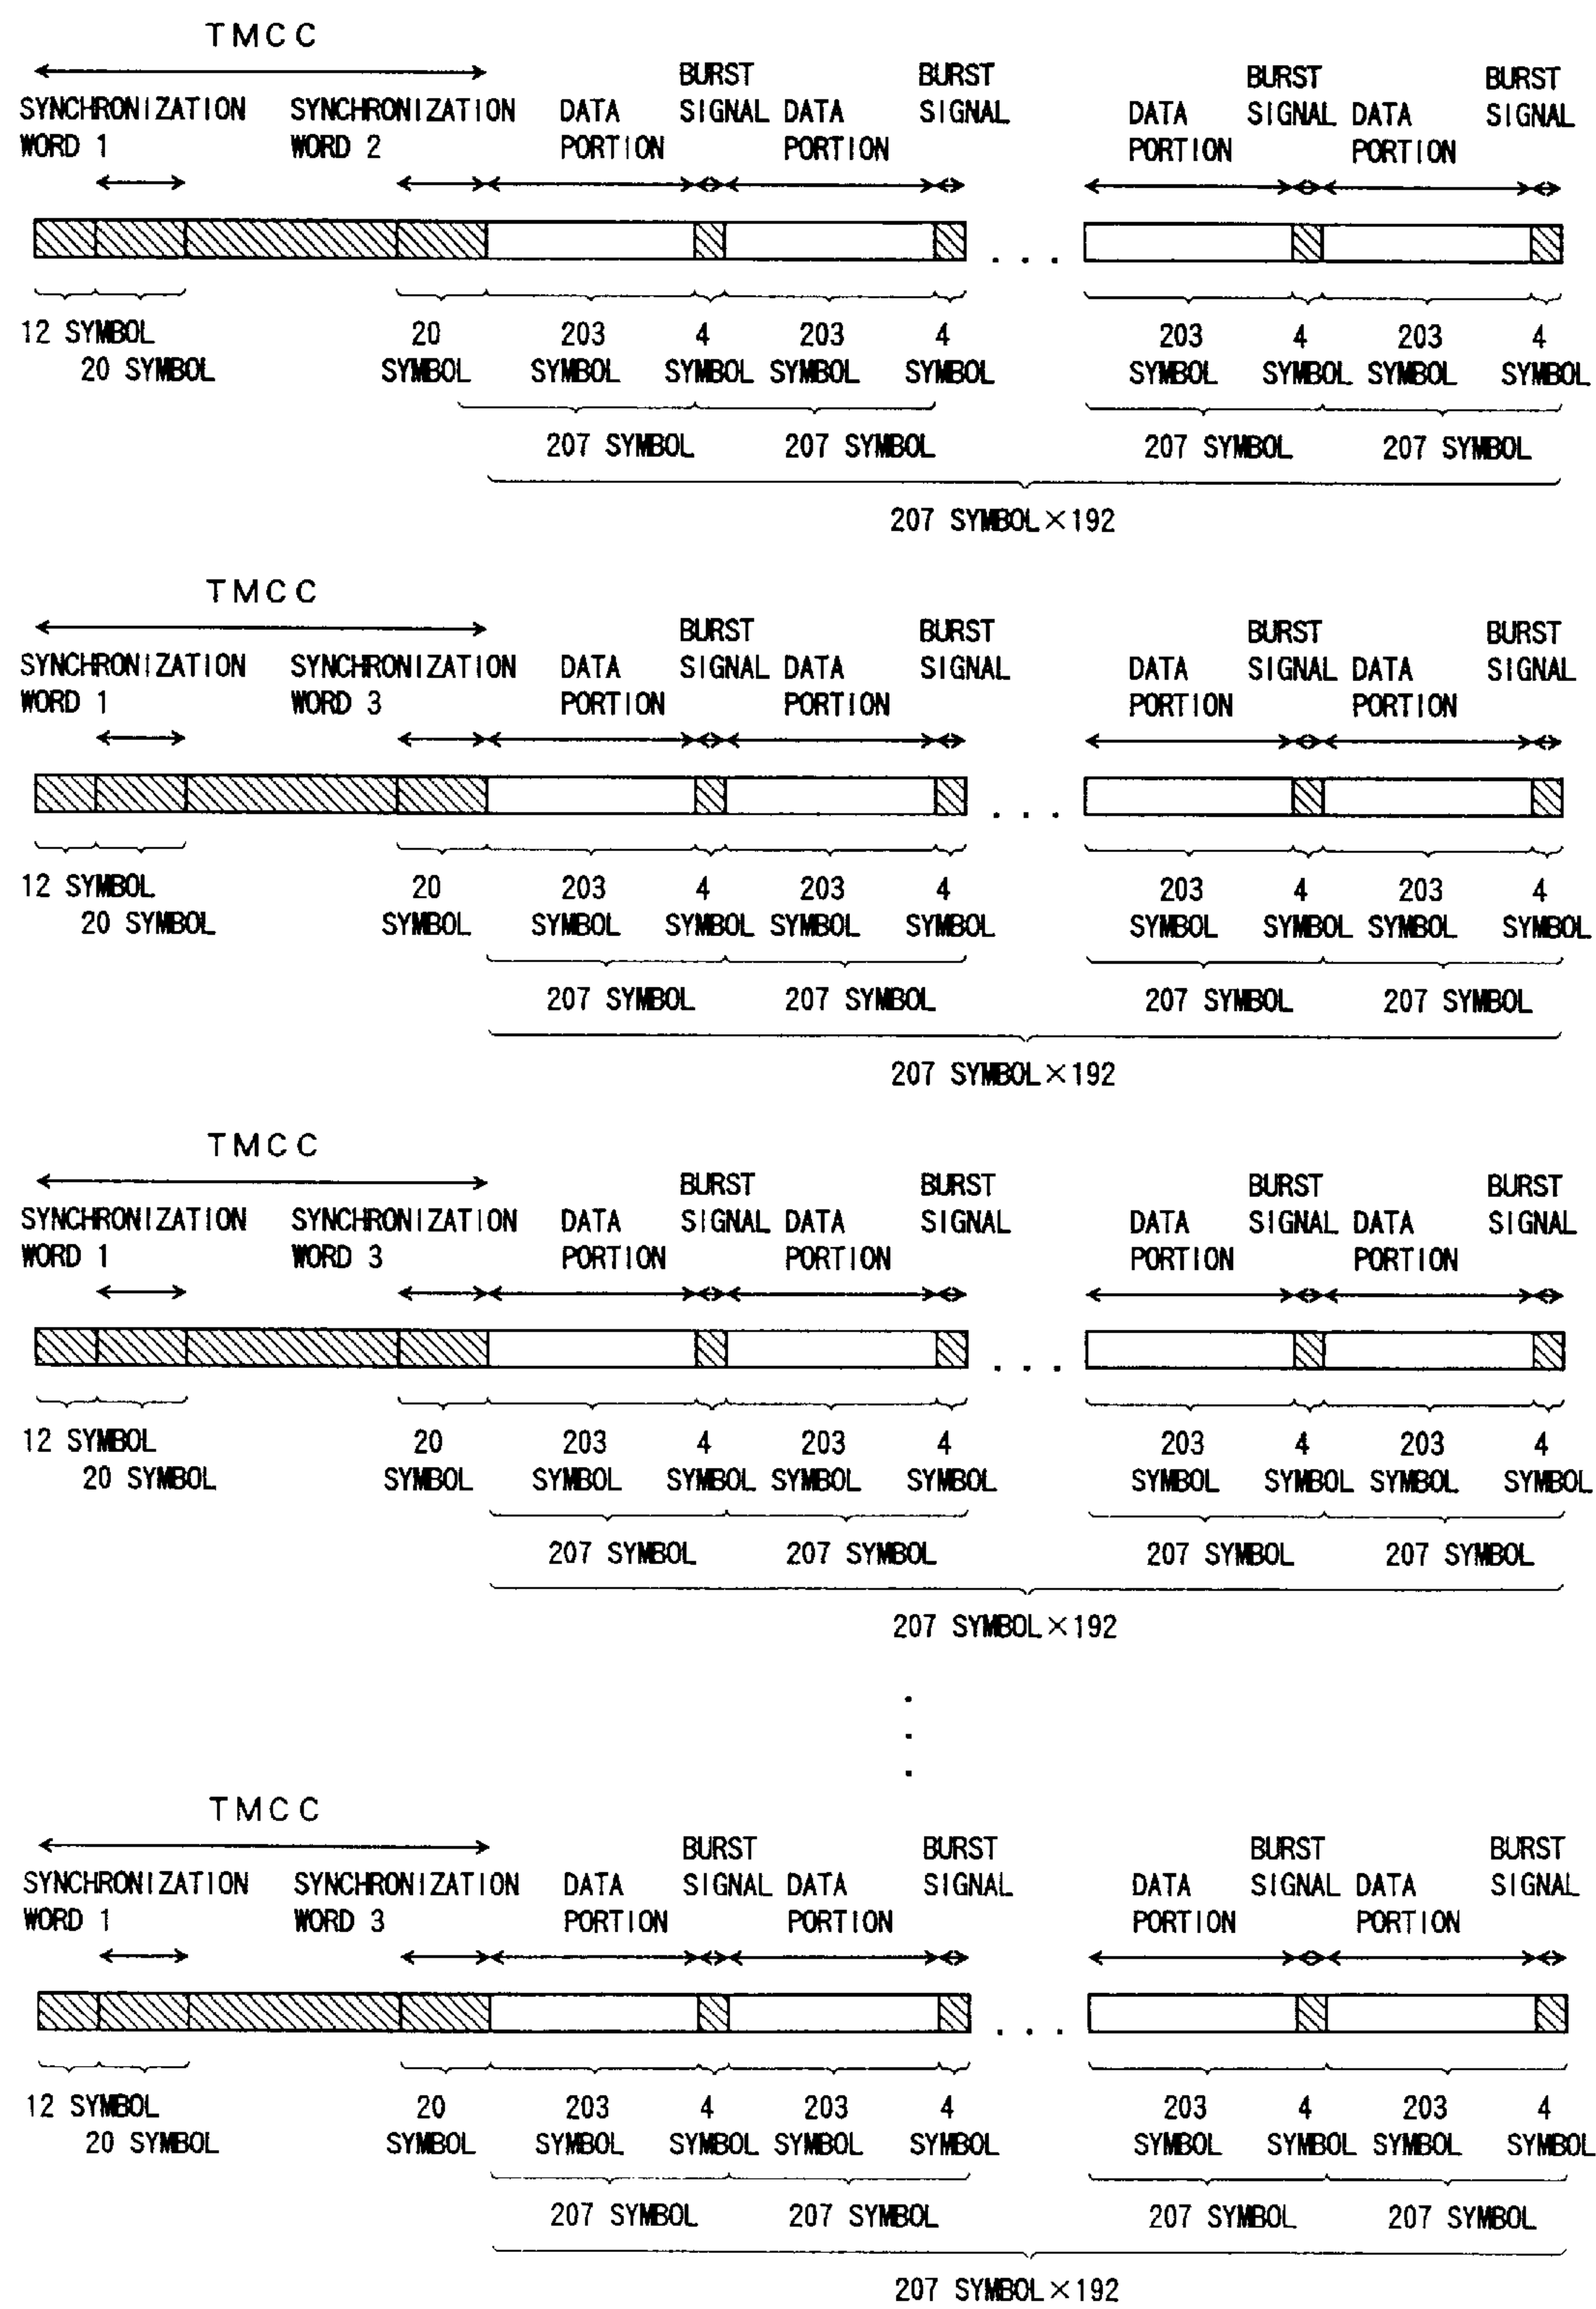 TMCC
BURST BURST BURST BURST
SYNCHRONIZATION SYNCHRONIZATION DATA SIGNAL DATA SIGNAL DATA SIGNAL DATA SIGNAL
WORD 1 WORD 2 PORTION PORTION PORTION PORTION
. . .
12 SYMBOL 20 203 4 203 4 203 4 203 4
20 SYMBOL SYMBOL SYMBOL SYMBOL SYMBOL SYMBOL SYMBOL SYMBOL SYMBOL SYMBOL
207 SYMBOL 207 SYMBOL 207 SYMBOL 207 SYMBOL
207 SYMBOL×192
TMCC
BURST BURST BURST BURST
SYNCHRONIZATION SYNCHRONIZATION DATA SIGNAL DATA SIGNAL DATA SIGNAL DATA SIGNAL
WORD 1 WORD 3 PORTION PORTION PORTION PORTION
. . .
12 SYMBOL 20 203 4 203 4 203 4 203 4
20 SYMBOL SYMBOL SYMBOL SYMBOL SYMBOL SYMBOL SYMBOL SYMBOL SYMBOL SYMBOL
207 SYMBOL 207 SYMBOL 207 SYMBOL 207 SYMBOL
207 SYMBOL×192
TMCC
BURST BURST BURST BURST
SYNCHRONIZATION SYNCHRONIZATION DATA SIGNAL DATA SIGNAL DATA SIGNAL DATA SIGNAL
WORD 1 WORD 3 PORTION PORTION PORTION PORTION
. . .
12 SYMBOL 20 203 4 203 4 203 4 203 4
20 SYMBOL SYMBOL SYMBOL SYMBOL SYMBOL SYMBOL SYMBOL SYMBOL SYMBOL SYMBOL
207 SYMBOL 207 SYMBOL 207 SYMBOL 207 SYMBOL
207 SYMBOL×192
.
.
.
TMCC
BURST BURST BURST BURST
SYNCHRONIZATION SYNCHRONIZATION DATA SIGNAL DATA SIGNAL DATA SIGNAL DATA SIGNAL
WORD 1 WORD 3 PORTION PORTION PORTION PORTION
. . .
12 SYMBOL 20 203 4 203 4 203 4 203 4
20 SYMBOL SYMBOL SYMBOL SYMBOL SYMBOL SYMBOL SYMBOL SYMBOL SYMBOL SYMBOL
207 SYMBOL 207 SYMBOL 207 SYMBOL 207 SYMBOL
207 SYMBOL×192